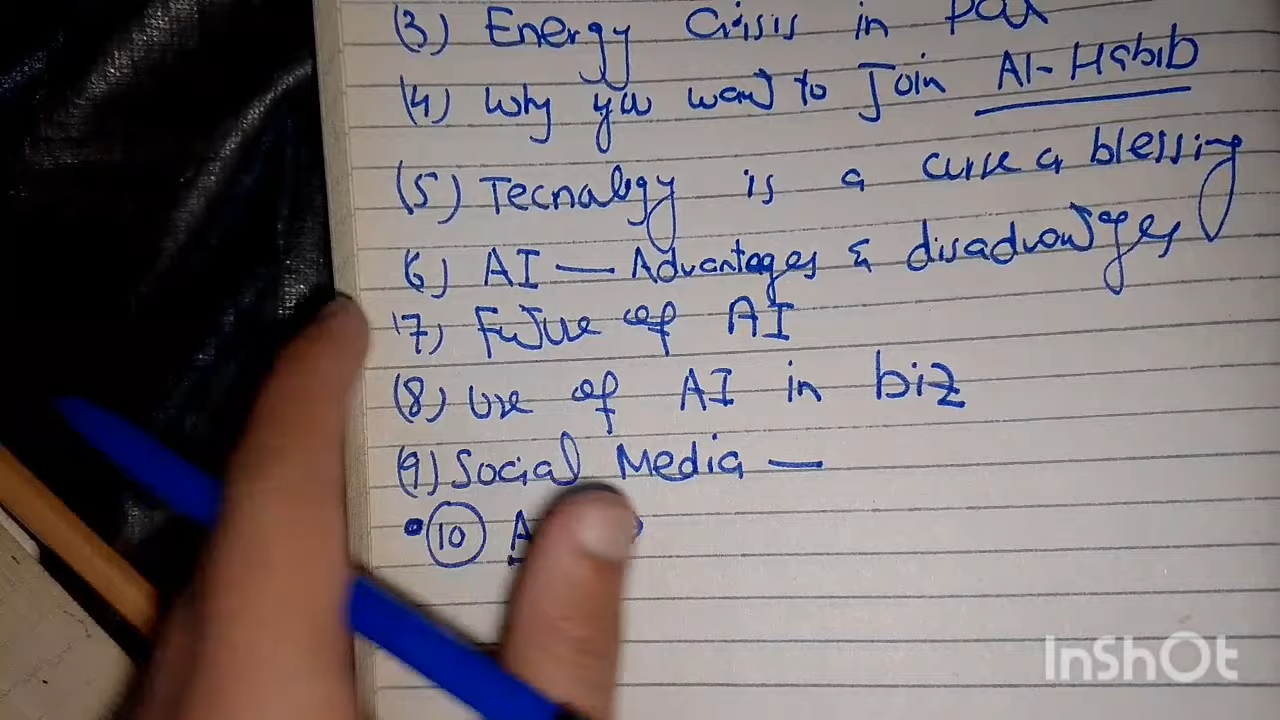 (3) Energy Crisis in Pak
(4) Why you want to Join Al-Habib
(5) Tecnalogy is a curse a blessing
(6) AI — Advantages & disadvantages
(7) Future of AI
(8) Use of AI in biz
(9) Social Media —
(10) A
InShOt